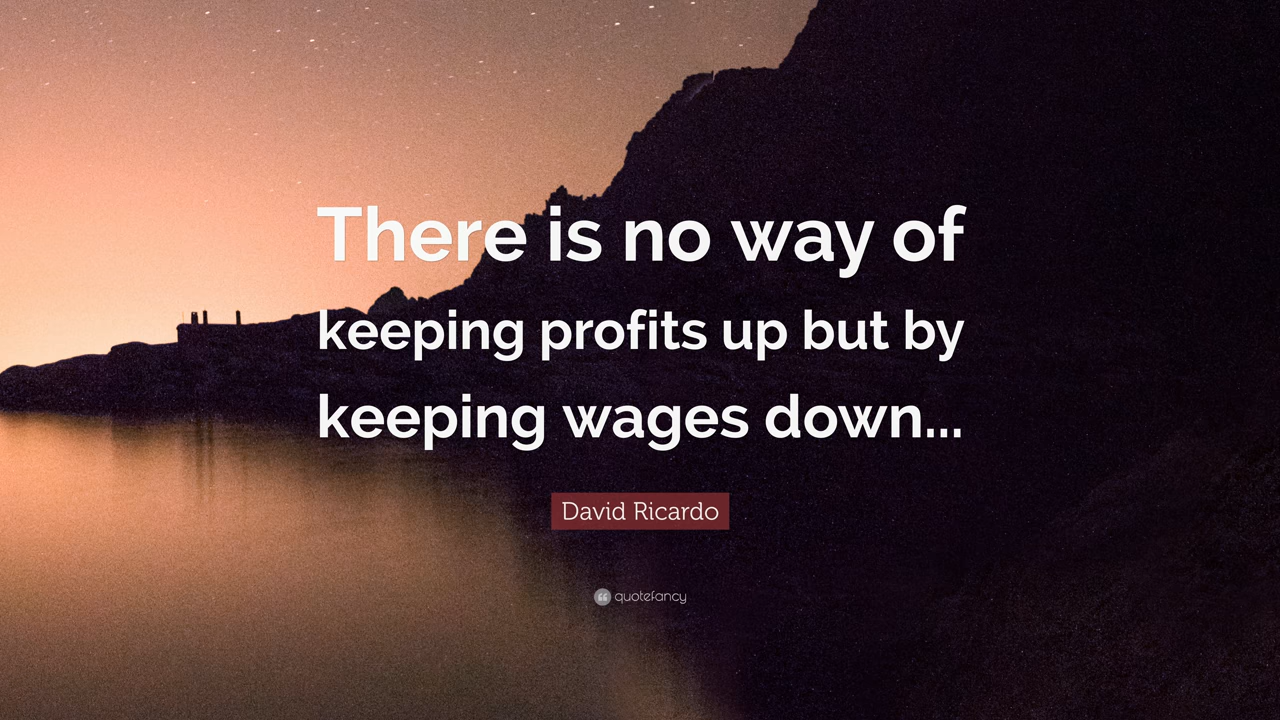 There is no way of
keeping profits up but by
keeping wages down...
David Ricardo
quotefancy